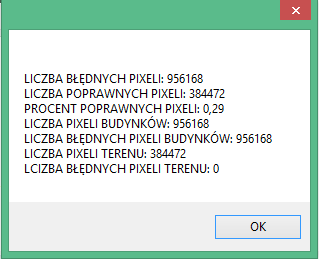 LICZBA BŁĘDNYCH PIXELI: 956168
LICZBA POPRAWNYCH PIXELI: 384472
PROCENT POPRAWNYCH PIXELI: 0,29
LICZBA PIXELI BUDYNKÓW: 956168
LICZBA BŁĘDNYCH PIXELI BUDYNKÓW: 956168
LICZBA PIXELI TERENU: 384472
LCIZBA BŁĘDNYCH PIXELI TERENU: 0
OK